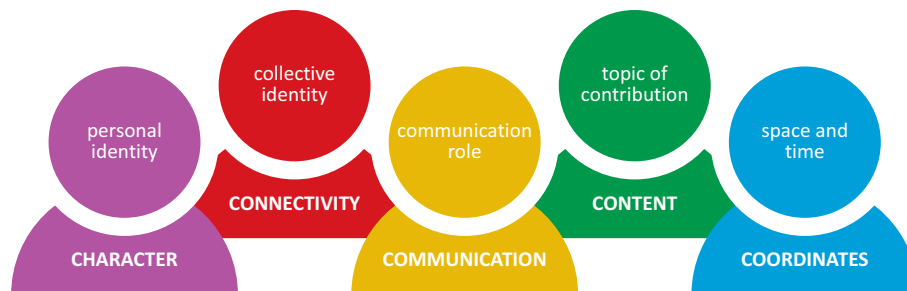 personal
identity
CHARACTER
collective
identity
CONNECTIVITY
communication
role
COMMUNICATION
topic of
contribution
CONTENT
space and
time
COORDINATES